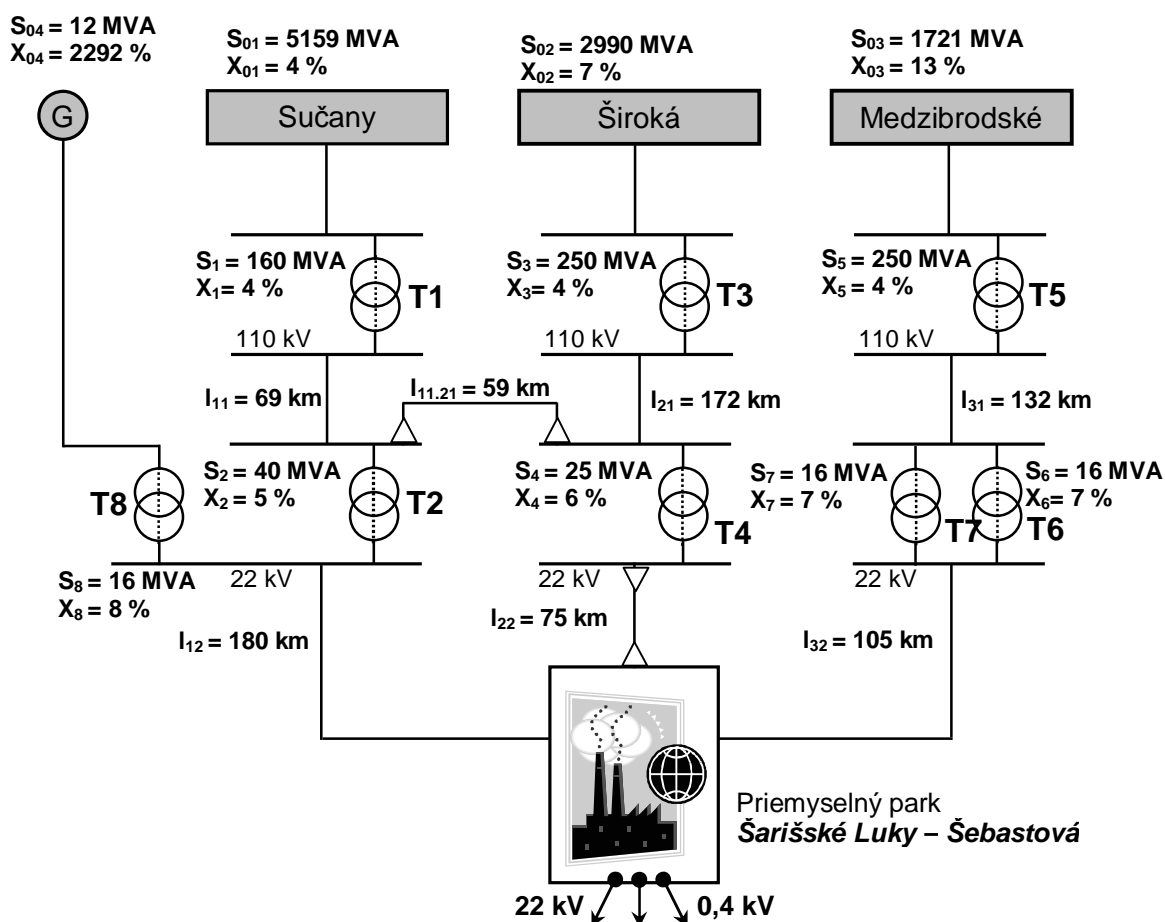 S04 = 12 MVA
X04 = 2292 %
S01 = 5159 MVA
X01 = 4 %
S02 = 2990 MVA
X02 = 7 %
S03 = 1721 MVA
X03 = 13 %
G
Sučany
Široká
Medzibrodské
S1 = 160 MVA
X1= 4 %
T1
S3 = 250 MVA
X3= 4 %
T3
S5 = 250 MVA
X5 = 4 %
T5
110 kV
110 kV
110 kV
l11 = 69 km
l11.21 = 59 km
l21 = 172 km
l31 = 132 km
T8
S2 = 40 MVA
X2 = 5 %
T2
S4 = 25 MVA
X4 = 6 %
T4
S7 = 16 MVA
X7 = 7 %
T7
S6 = 16 MVA
X6= 7 %
T6
S8 = 16 MVA
X8 = 8 %
22 kV
22 kV
22 kV
l12 = 180 km
l22 = 75 km
l32 = 105 km
Priemyselný park
Šarišské Luky – Šebastová
22 kV
0,4 kV